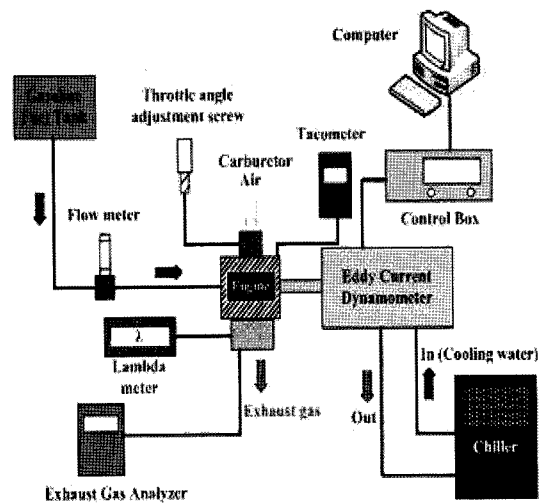 Computer
Throttle angle
adjustment screw
Tacometer
Carburetor
Air
Flow meter
Control Box
Engine
Eddy Current
Dynamometer
λ
Lambda
meter
In (Cooling water)
Exhaust gas
Out
Chiller
Exhaust Gas Analyzer